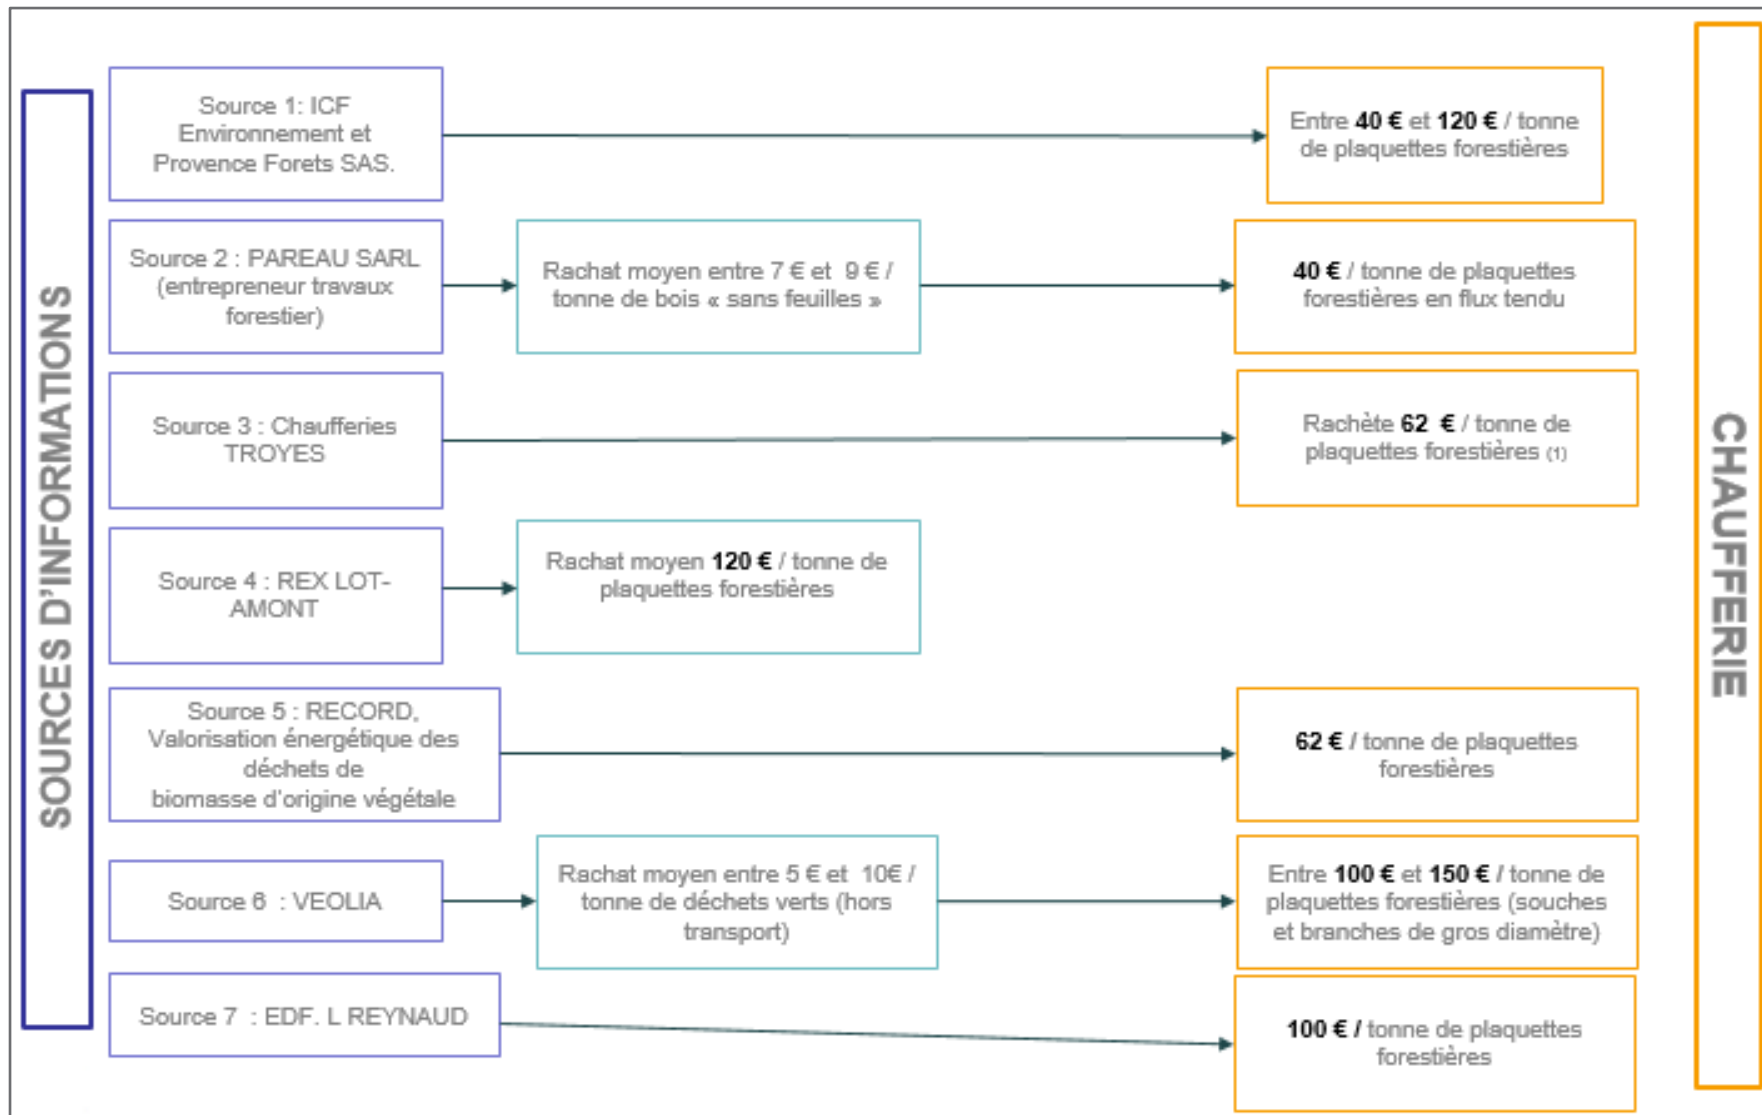 SOURCES D'INFORMATIONS
Source 1: ICF
Environnement et
Provence Forets SAS.
Entre 40 € et 120 € / tonne
de plaquettes forestières
Source 2 : PAREAU SARL
(entrepreneur travaux
forestier)
Rachat moyen entre 7 € et 9 € /
tonne de bois « sans feuilles »
40 € / tonne de plaquettes
forestières en flux tendu
Source 3 : Chaufferies
TROYES
Rachète 62 € / tonne de
plaquettes forestières (1)
Source 4 : REX LOT-
AMONT
Rachat moyen 120 € / tonne de
plaquettes forestières
Source 5 : RECORD,
Valorisation énergétique des
déchets de
biomasse d'origine végétale
62 € / tonne de plaquettes
forestières
Source 6 : VEOLIA
Rachat moyen entre 5 € et 10€ /
tonne de déchets verts (hors
transport)
Entre 100 € et 150 € / tonne de
plaquettes forestières (souches
et branches de gros diamètre)
Source 7 : EDF. L REYNAUD
100 € / tonne de plaquettes
forestières
CHAUFFERIE